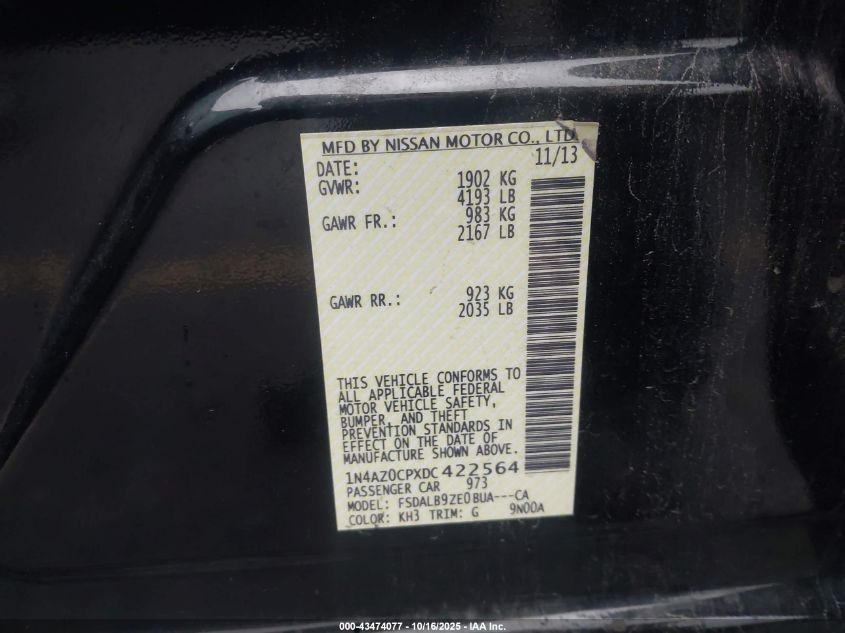 MFD BY NISSAN MOTOR CO., LTD.
DATE: 11/13
GVWR: 1902 KG
4193 LB
GAWR FR.: 983 KG
2167 LB
GAWR RR.: 923 KG
2035 LB
THIS VEHICLE CONFORMS TO
ALL APPLICABLE FEDERAL
MOTOR VEHICLE SAFETY,
BUMPER, AND THEFT
PREVENTION STANDARDS IN
EFFECT ON THE DATE OF
MANUFACTURE SHOWN ABOVE.
1N4AZ0CPXDC422564
PASSENGER CAR 973
MODEL: FSDALB9ZE0BUA---CA
COLOR: KH3 TRIM: G 9N00A
000-43474077 - 10/16/2025 - IAA Inc.